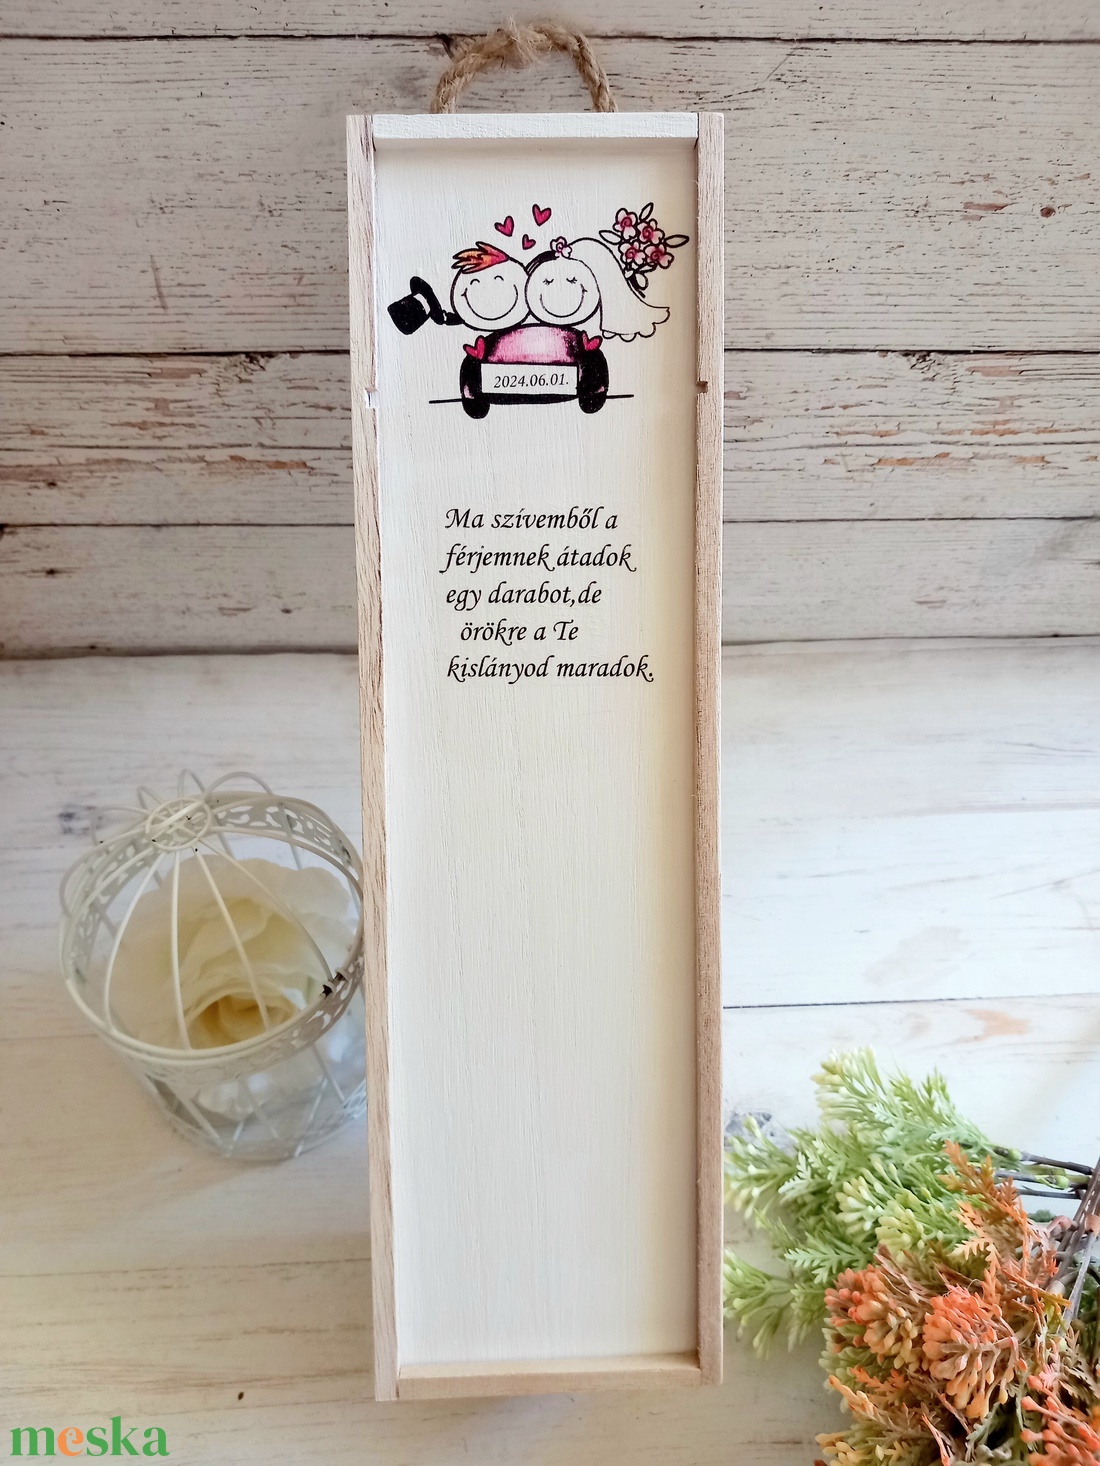 2024.06.01.
Ma szívemből a
férjemnek átadok
egy darabot,de
örökre a Te
kislányod maradok.
meska